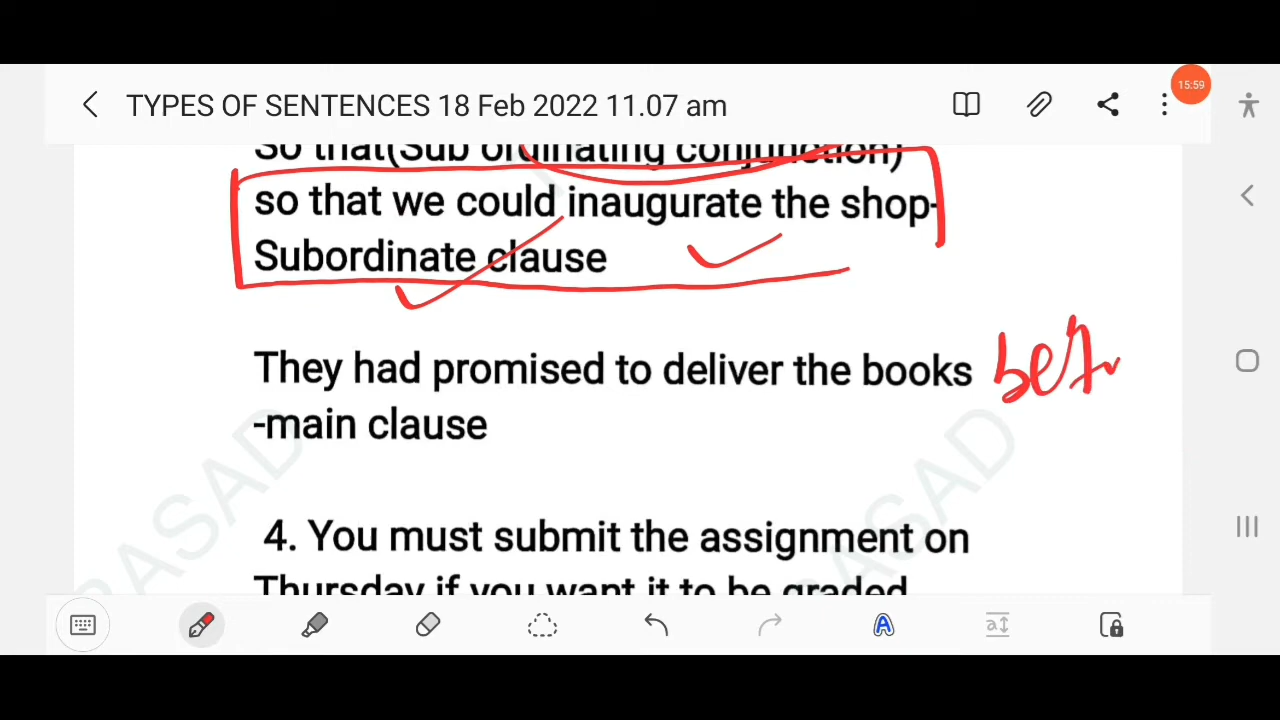 15:59
TYPES OF SENTENCES 18 Feb 2022 11.07 am
So that(Sub ordinating conjunction)
so that we could inaugurate the shop-
Subordinate clause
They had promised to deliver the books
-main clause
4. You must submit the assignment on
Thursday if you want it to be graded